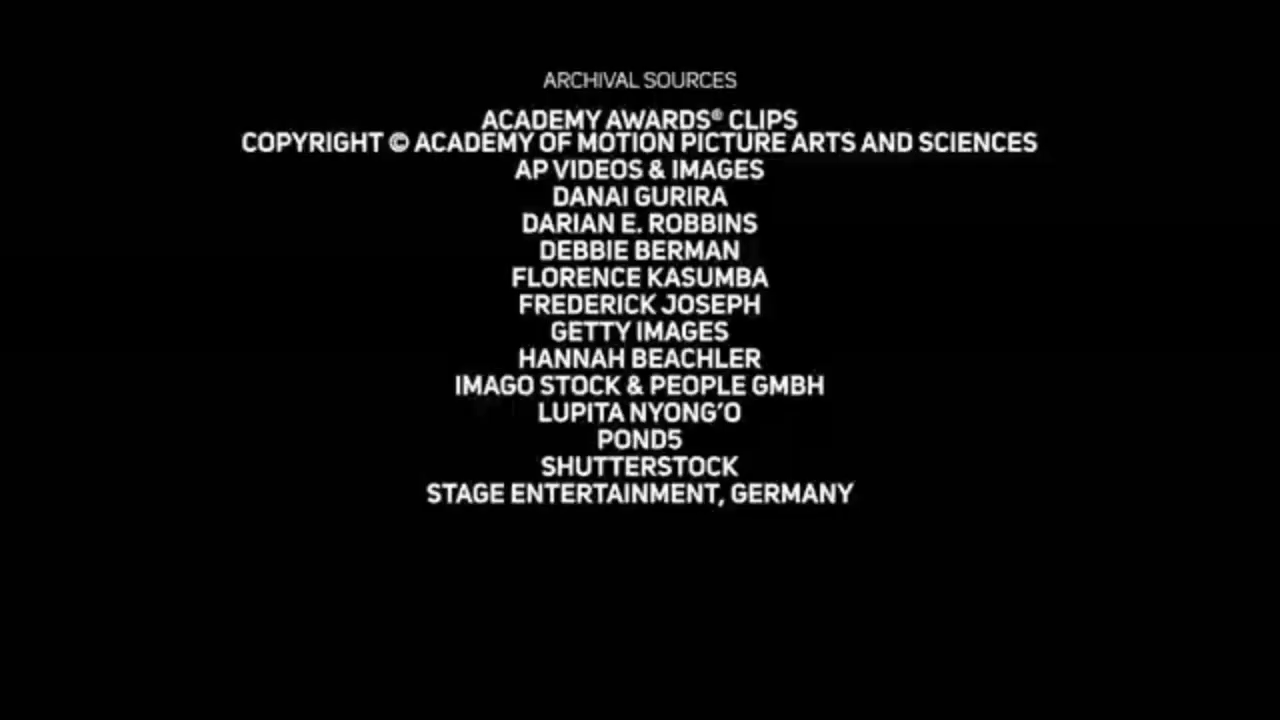 ARCHIVAL SOURCES
ACADEMY AWARDS® CLIPS
COPYRIGHT © ACADEMY OF MOTION PICTURE ARTS AND SCIENCES
AP VIDEOS & IMAGES
DANAI GURIRA
DARIAN E. ROBBINS
DEBBIE BERMAN
FLORENCE KASUMBA
FREDERICK JOSEPH
GETTY IMAGES
HANNAH BEACHLER
IMAGO STOCK & PEOPLE GMBH
LUPITA NYONG'O
POND5
SHUTTERSTOCK
STAGE ENTERTAINMENT, GERMANY